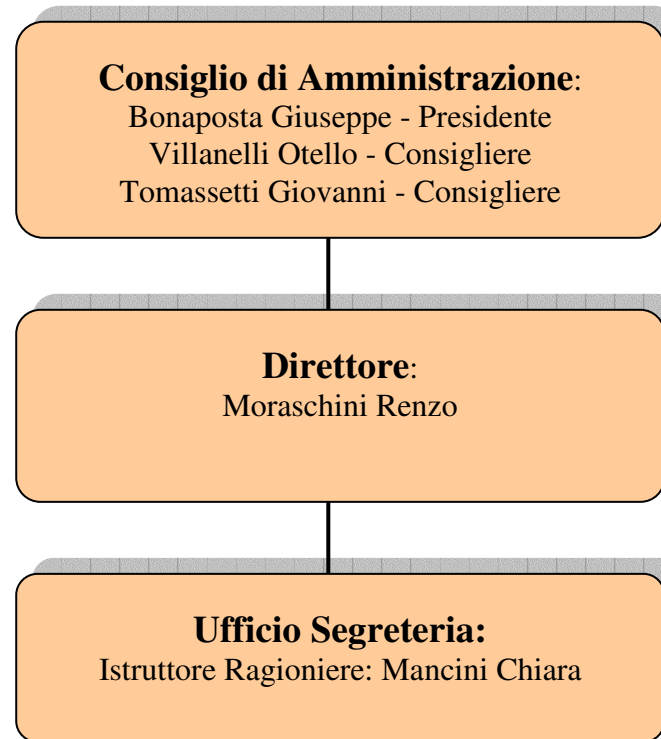 Consiglio di Amministrazione:
Bonaposta Giuseppe - Presidente
Villanelli Otello - Consigliere
Tomassetti Giovanni - Consigliere
Direttore:
Moraschini Renzo
Ufficio Segreteria:
Istruttore Ragioniere: Mancini Chiara